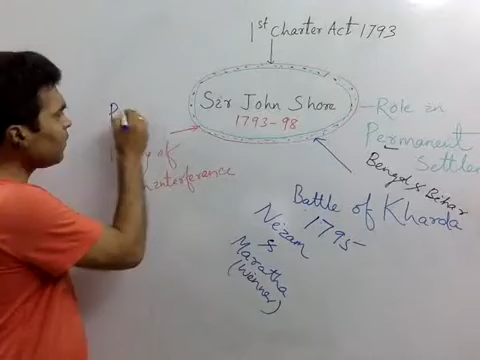 1st Charter Act 1793
Sir John Shore
1793-98
Role in
Permanent
Settlem
Bengal & Bihar
P
of
interference
Battle of Kharda
1795
Nizam
&
Maratha
(Winner)